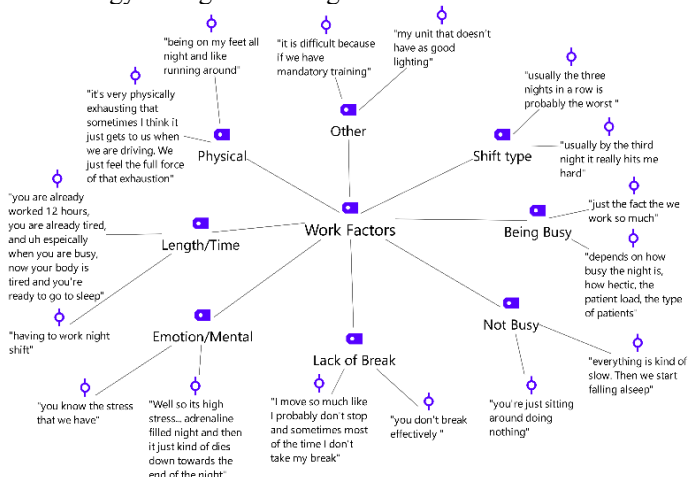 "being on my feet all
night and like
running around"
"it is difficult because
if we have
mandatory training"
"my unit that doesn't
have as good
lighting"
"it's very physically
exhausting that
sometimes I think it
just gets to us when
we are driving. We
just feel the full force
of that exhaustion"
Physical
Other
"usually the three
nights in a row is
probably the worst "
Shift type
"usually by the third
night it really hits me
hard"
"you are already
worked 12 hours,
you are already tired,
and uh espeically
when you are busy,
now your body is
tired and you're
ready to go to sleep"
Length/Time
Work Factors
Being Busy
"just the fact the we
work so much"
"depends on how
busy the night is,
how hectic, the
patient load, the type
of patients"
"having to work night
shift"
Emotion/Mental
Lack of Break
Not Busy
"you know the stress
that we have"
"Well so its high
stress... adrenaline
filled night and then
it just kind of dies
down towards the
end of the night"
"I move so much like
I probably don't stop
and sometimes most
of the time I don't
take my break"
"you don't break
effectively "
"you're just sitting
around doing
nothing"
"everything is kind of
slow. Then we start
falling alseep"